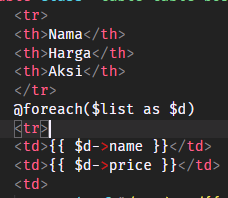 <tr>
<th>Nama</th>
<th>Harga</th>
<th>Aksi</th>
</tr>
@foreach($list as $d)
<tr>
<td>{{ $d->name }}</td>
<td>{{ $d->price }}</td>
<td>